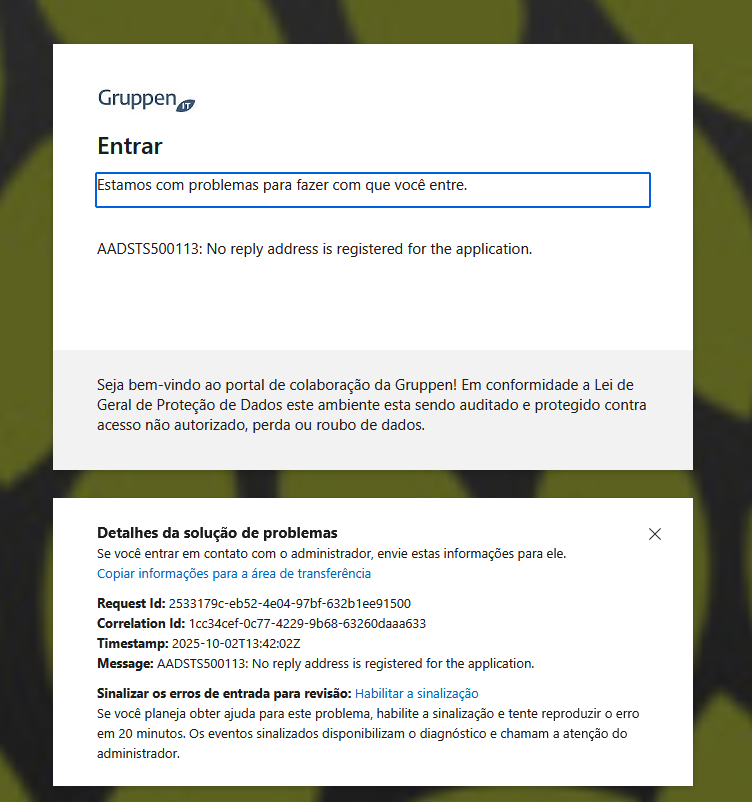 Gruppen IT
Entrar
Estamos com problemas para fazer com que você entre.
AADSTS500113: No reply address is registered for the application.
Seja bem-vindo ao portal de colaboração da Gruppen! Em conformidade a Lei de
Geral de Proteção de Dados este ambiente esta sendo auditado e protegido contra
acesso não autorizado, perda ou roubo de dados.
Detalhes da solução de problemas
Se você entrar em contato com o administrador, envie estas informações para ele.
Copiar informações para a área de transferência
Request Id: 2533179c-eb52-4e04-97bf-632b1ee91500
Correlation Id: 1cc34cef-0c77-4229-9b68-63260daaa633
Timestamp: 2025-10-02T13:42:02Z
Message: AADSTS500113: No reply address is registered for the application.
Sinalizar os erros de entrada para revisão: Habilitar a sinalização
Se você planeja obter ajuda para este problema, habilite a sinalização e tente reproduzir o erro
em 20 minutos. Os eventos sinalizados disponibilizam o diagnóstico e chamam a atenção do
administrador.